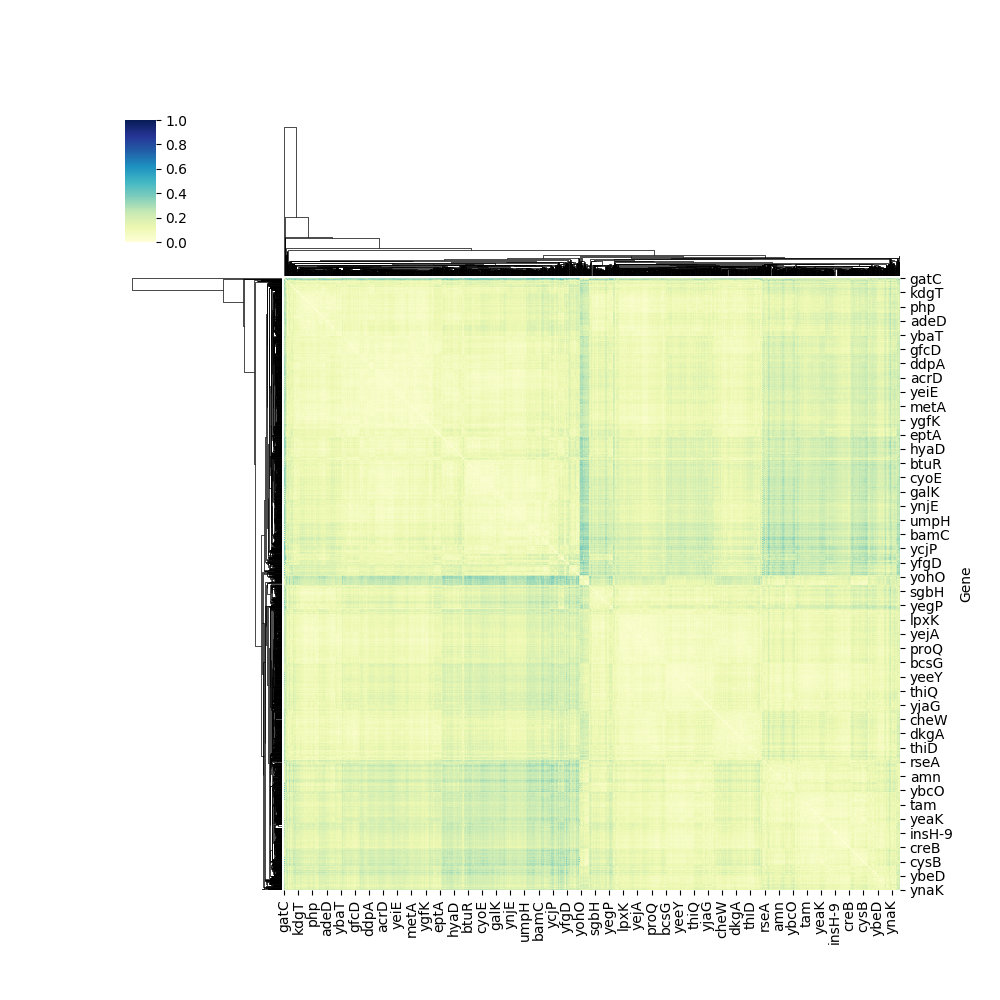 1.0
0.8
0.6
0.4
0.2
0.0
gatC
kdgT
php
adeD
ybaT
gfcD
ddpA
acrD
yeiE
metA
ygfK
eptA
hyaD
btuR
cyoE
galK
ynjE
umpH
bamC
ycjP
yfgD
yohO
sgbH
yegP
lpxK
yejA
proQ
bcsG
yeeY
thiQ
yjaG
cheW
dkgA
thiD
rseA
amn
ybcO
tam
yeaK
insH-9
creB
cysB
ybeD
ynaK
Gene
gatC
kdgT
php
adeD
ybaT
gfcD
ddpA
acrD
yeiE
metA
ygfK
eptA
hyaD
btuR
cyoE
galK
ynjE
umpH
bamC
ycjP
yfgD
yohO
sgbH
yegP
lpxK
yejA
proQ
bcsG
yeeY
thiQ
yjaG
cheW
dkgA
thiD
rseA
amn
ybcO
tam
yeaK
insH-9
creB
cysB
ybeD
ynaK